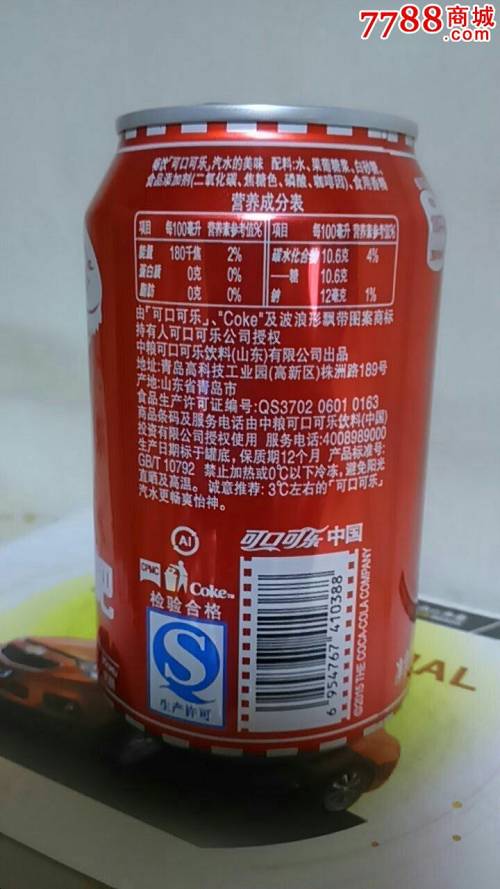 7788商城
.com
畅饮"可口可乐"汽水的美味 配料:水、果葡糖浆、白砂糖、
食品添加剂(二氧化碳、焦糖色、磷酸、咖啡因)、食用香精
营养成分表
项目 每100毫升 营养素参考值% 项目 每100毫升 营养素参考值%
能量 180千焦 2% 碳水化合物 10.6克 4%
蛋白质 0克 0% —糖 10.6克
脂肪 0克 0% 钠 12毫克 1%
由"可口可乐"、"Coke"及波浪形飘带图案商标
持有人可口可乐公司授权
中粮可口可乐饮料(山东)有限公司出品
地址:青岛高科技工业园(高新区)株洲路189号
产地:山东省青岛市
食品生产许可证编号:QS3702 0601 0163
商品条码及服务电话由中粮可口可乐饮料(中国)
投资有限公司授权使用 服务电话:4008989000
生产日期标于罐底,保质期12个月 产品标准号:
GB/T 10792 禁止加热或0℃以下冷冻,避免阳光
直晒及高温。 诚意推荐: 3℃左右的"可口可乐"
汽水更畅爽怡神。
Al
可口可乐 中国
CPMC
Coke™
检验合格
生产许可
6 954767 410388
©2015 THE COCA-COLA COMPANY
吧
AL